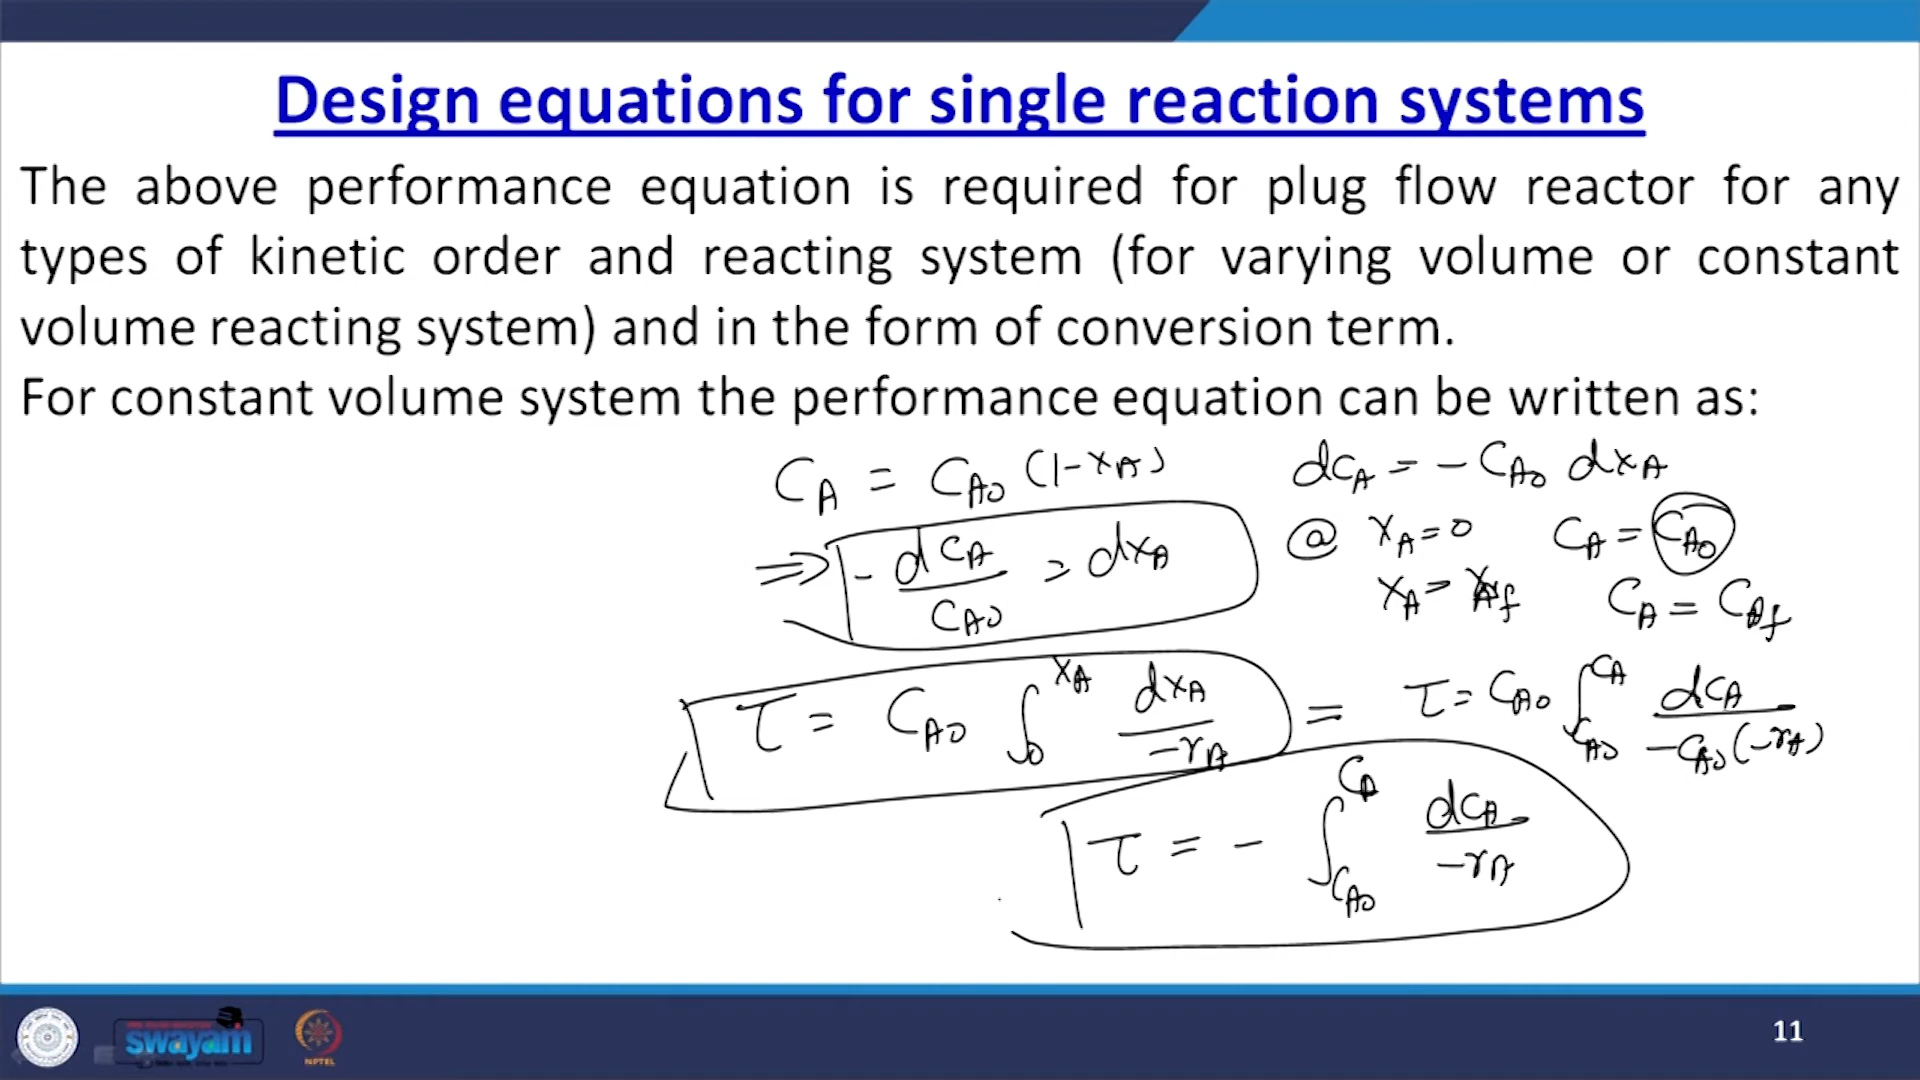 Design equations for single reaction systems
The above performance equation is required for plug flow reactor for any
types of kinetic order and reacting system (for varying volume or constant
volume reacting system) and in the form of conversion term.
For constant volume system the performance equation can be written as:
C_A = C_A0 (1-X_A)    dC_A = - C_A0 dX_A
⇒ - dC_A / C_A0 = dX_A    @ X_A = 0    C_A = C_A0
X_A = X_Af    C_A = C_Af
τ = C_A0 ∫_0^X_A dX_A / -r_A = τ = C_A0 ∫_C_A0^C_A dC_A / -C_A0(-r_A)
τ = - ∫_C_A0^C_A dC_A / -r_A
swayam
NPTEL
11